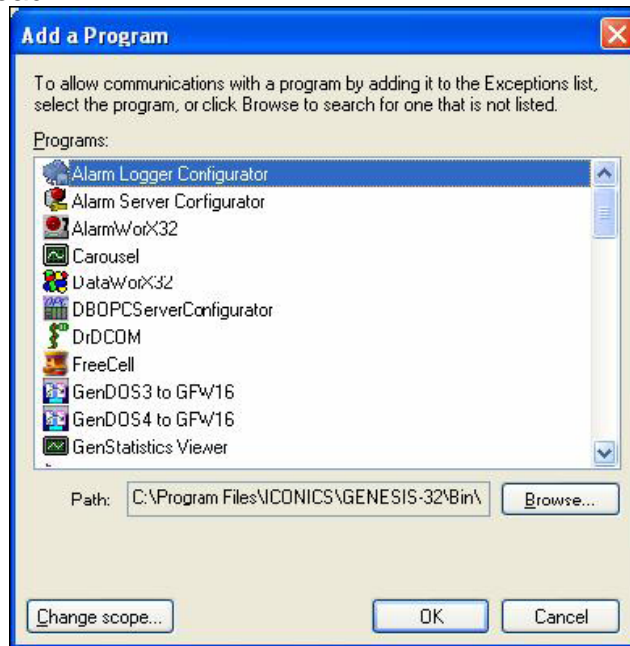 Add a Program
To allow communications with a program by adding it to the Exceptions list,
select the program, or click Browse to search for one that is not listed.
Programs:
Alarm Logger Configurator
Alarm Server Configurator
AlarmWorX32
Carousel
DataWorX32
DBOPCServerConfigurator
DrDCOM
FreeCell
GenDOS3 to GFW16
GenDOS4 to GFW16
GenStatistics Viewer
Path: C:\Program Files\ICONICS\GENESIS-32\Bin\ Browse...
Change scope... OK Cancel